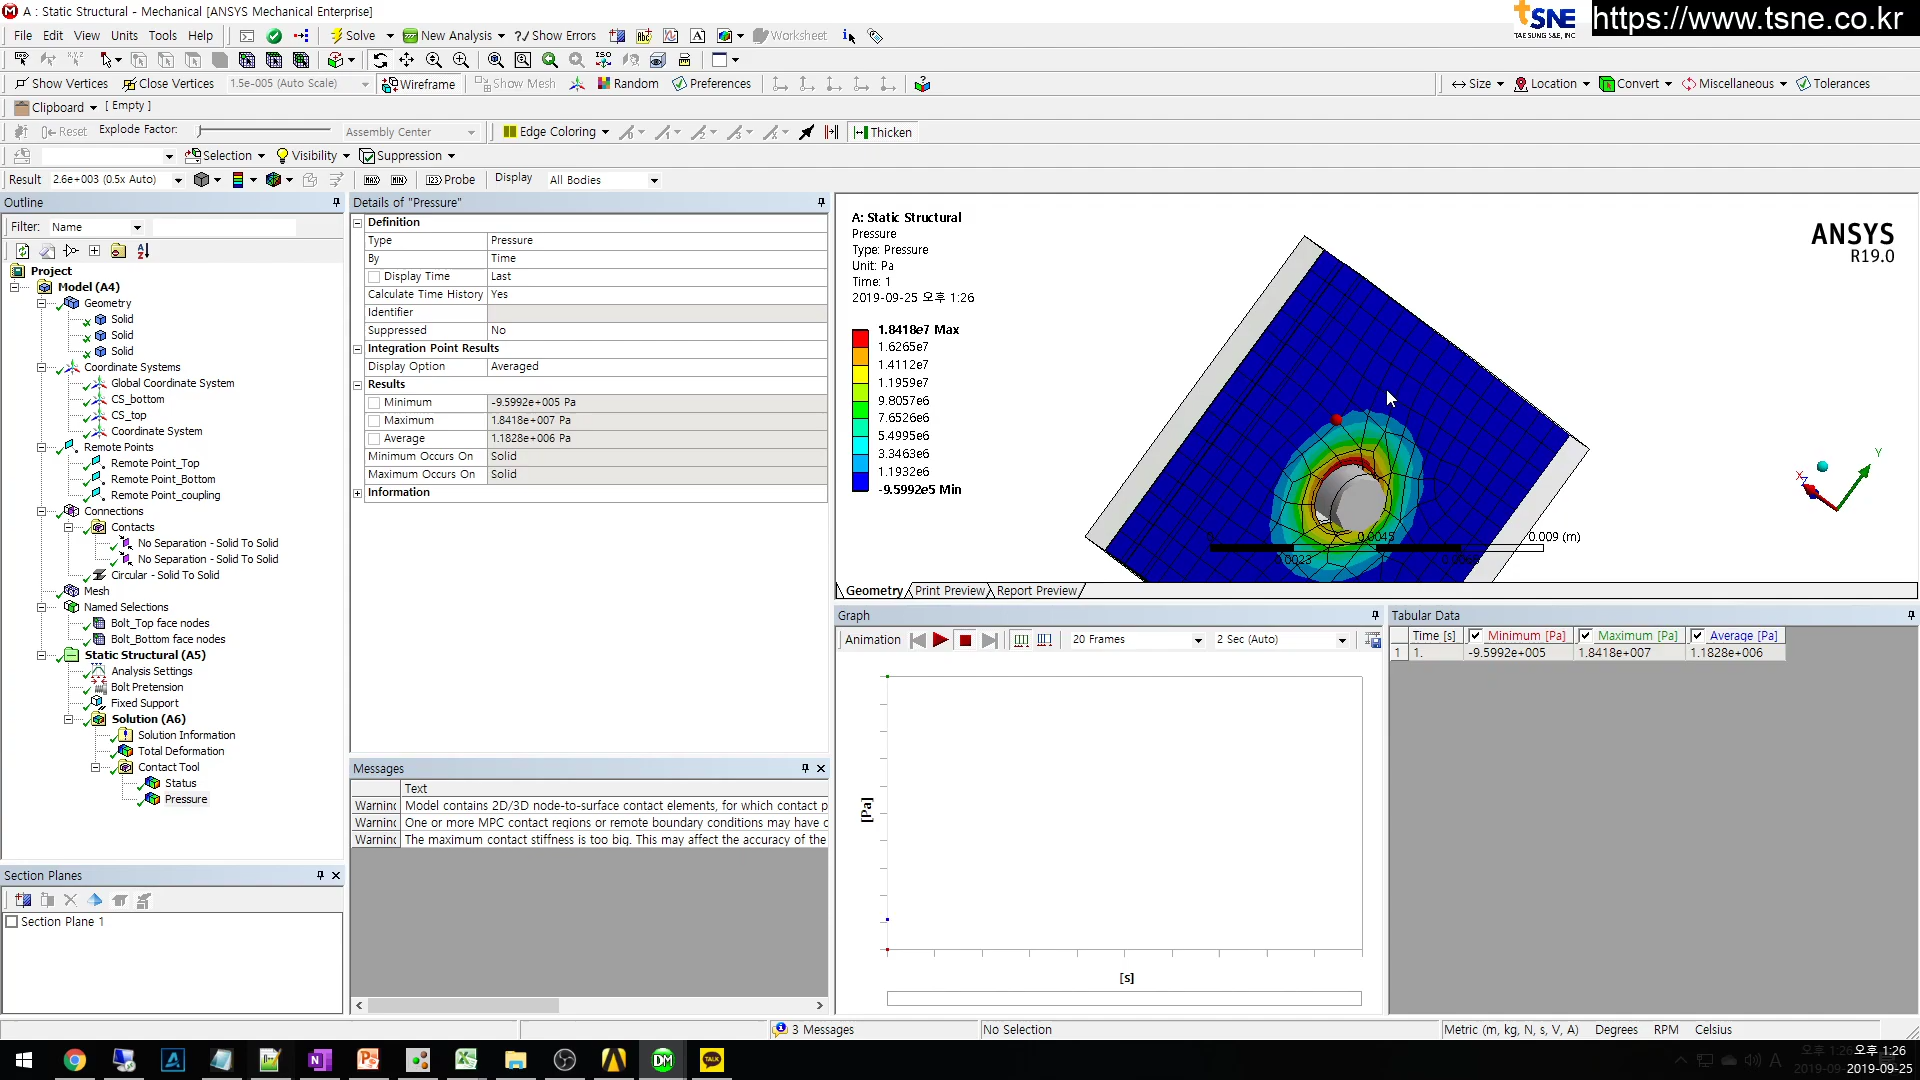 A : Static Structural - Mechanical [ANSYS Mechanical Enterprise]
TSNE
TAE SUNG S&E, INC
https://www.tsne.co.kr
File Edit View Units Tools Help Solve New Analysis ?/ Show Errors Worksheet
Show Vertices Close Vertices 1.5e-005 (Auto Scale) Wireframe Show Mesh Random Preferences Size Location Convert Miscellaneous Tolerances
Clipboard [ Empty ]
Reset Explode Factor: Assembly Center Edge Coloring Thicken
Selection Visibility Suppression
Result 2.6e+003 (0.5x Auto) MAX MIN Probe Display All Bodies
Outline
Filter: Name
Project
Model (A4)
Geometry
Solid
Solid
Solid
Coordinate Systems
Global Coordinate System
CS_bottom
CS_top
Coordinate System
Remote Points
Remote Point_Top
Remote Point_Bottom
Remote Point_coupling
Connections
Contacts
No Separation - Solid To Solid
No Separation - Solid To Solid
Circular - Solid To Solid
Mesh
Named Selections
Bolt_Top face nodes
Bolt_Bottom face nodes
Static Structural (A5)
Analysis Settings
Bolt Pretension
Fixed Support
Solution (A6)
Solution Information
Total Deformation
Contact Tool
Status
Pressure
Section Planes
Section Plane 1
Details of "Pressure"
Definition
Type Pressure
By Time
Display Time Last
Calculate Time History Yes
Identifier
Suppressed No
Integration Point Results
Display Option Averaged
Results
Minimum -9.5992e+005 Pa
Maximum 1.8418e+007 Pa
Average 1.1828e+006 Pa
Minimum Occurs On Solid
Maximum Occurs On Solid
Information
Messages
Text
Warninc Model contains 2D/3D node-to-surface contact elements, for which contact p
Warninc One or more MPC contact regions or remote boundary conditions may have c
Warninc The maximum contact stiffness is too big. This may affect the accuracy of the
A: Static Structural
Pressure
Type: Pressure
Unit: Pa
Time: 1
2019-09-25 오후 1:26
1.8418e7 Max
1.6265e7
1.4112e7
1.1959e7
9.8057e6
7.6526e6
5.4995e6
3.3463e6
1.1932e6
-9.5992e5 Min
ANSYS
R19.0
Y
X
Z
0.0045
0.009 (m)
Geometry Print Preview Report Preview
Graph
Animation 20 Frames 2 Sec (Auto)
[Pa]
[s]
Tabular Data
Time [s] Minimum [Pa] Maximum [Pa] Average [Pa]
1 1. -9.5992e+005 1.8418e+007 1.1828e+006
3 Messages No Selection Metric (m, kg, N, s, V, A) Degrees RPM Celsius
DM
TALK
A
오후 1:26
2019-09-25